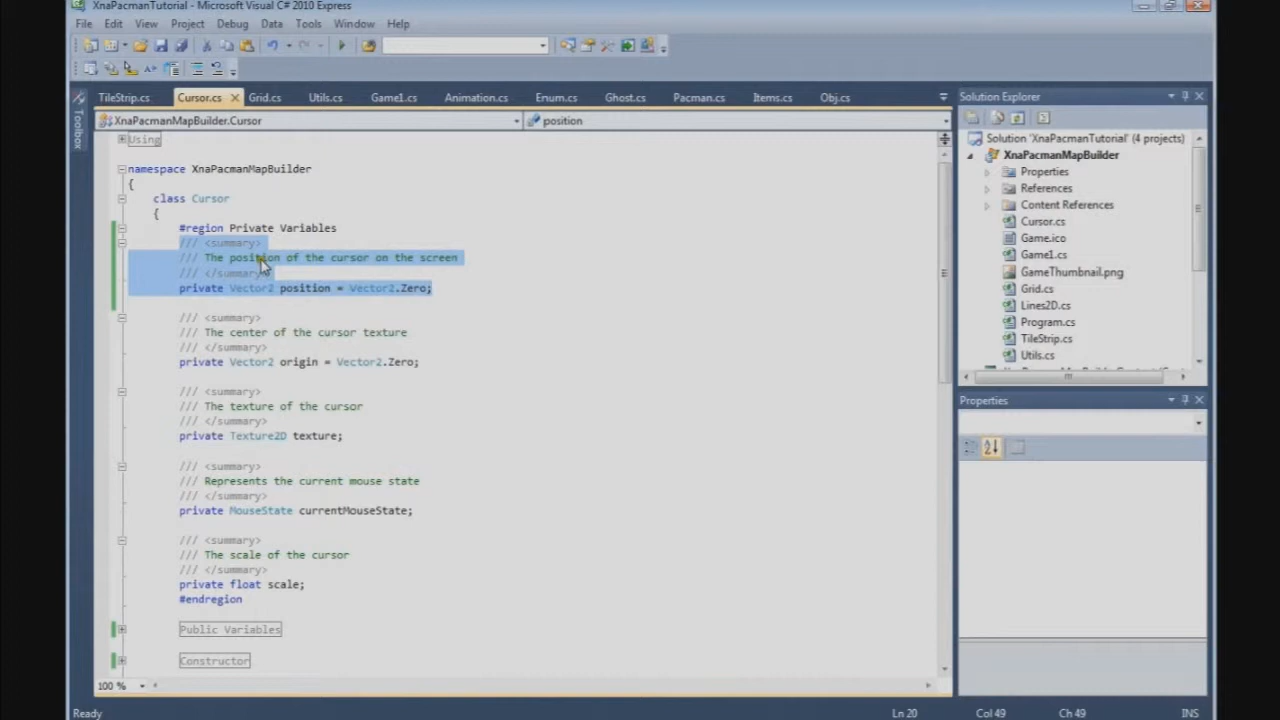 XnaPacmanTutorial - Microsoft Visual C# 2010 Express
File Edit View Project Debug Data Tools Window Help
TileStrip.cs Cursor.cs Grid.cs Utils.cs Game1.cs Animation.cs Enum.cs Ghost.cs Pacman.cs Items.cs Obj.cs
XnaPacmanMapBuilder.Cursor position
Toolbox
Using
namespace XnaPacmanMapBuilder
{
class Cursor
{
#region Private Variables
/// <summary>
/// The position of the cursor on the screen
/// </summary>
private Vector2 position = Vector2.Zero;
/// <summary>
/// The center of the cursor texture
/// </summary>
private Vector2 origin = Vector2.Zero;
/// <summary>
/// The texture of the cursor
/// </summary>
private Texture2D texture;
/// <summary>
/// Represents the current mouse state
/// </summary>
private MouseState currentMouseState;
/// <summary>
/// The scale of the cursor
/// </summary>
private float scale;
#endregion
Public Variables
Constructor
100 %
Solution Explorer
Solution 'XnaPacmanTutorial' (4 projects)
XnaPacmanMapBuilder
Properties
References
Content References
Cursor.cs
Game.ico
Game1.cs
GameThumbnail.png
Grid.cs
Lines2D.cs
Program.cs
TileStrip.cs
Utils.cs
Properties
Ready Ln 20 Col 49 Ch 49 INS